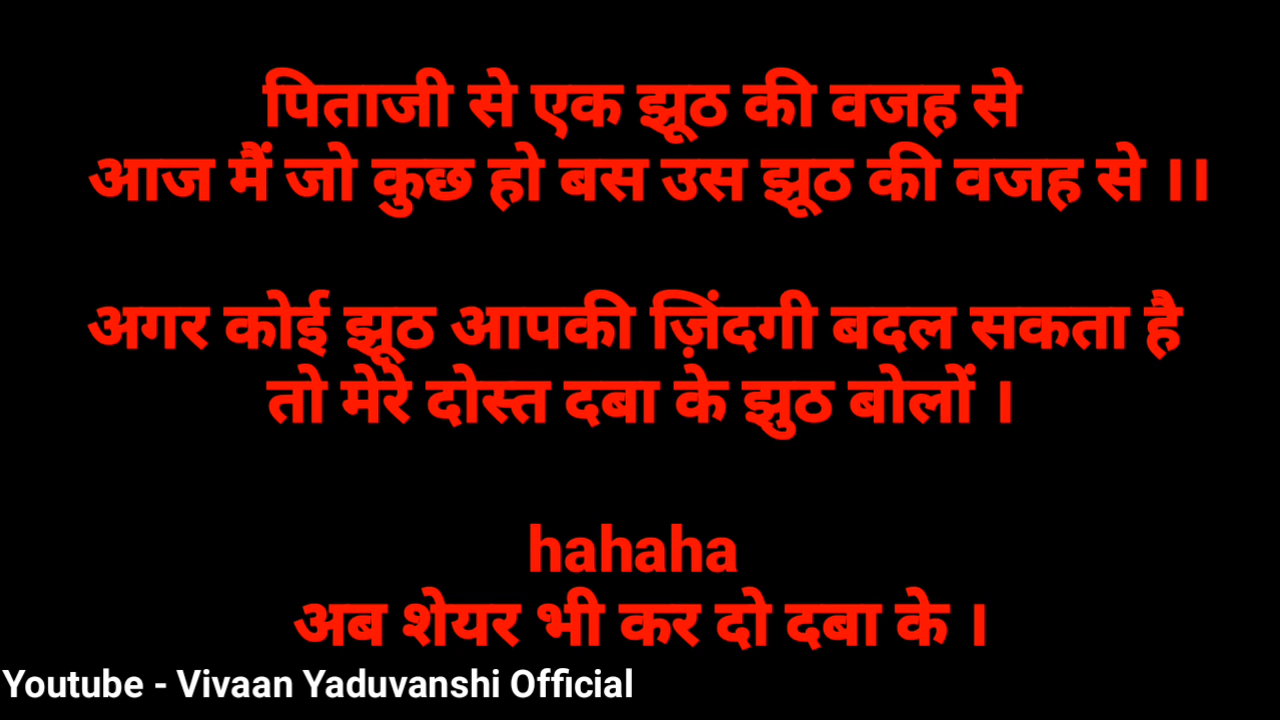 पिताजी से एक झूठ की वजह से
आज मैं जो कुछ हो बस उस झूठ की वजह से ।।
अगर कोई झूठ आपकी ज़िंदगी बदल सकता है
तो मेरे दोस्त दबा के झुठ बोलों ।
hahaha
अब शेयर भी कर दो दबा के ।
Youtube - Vivaan Yaduvanshi Official